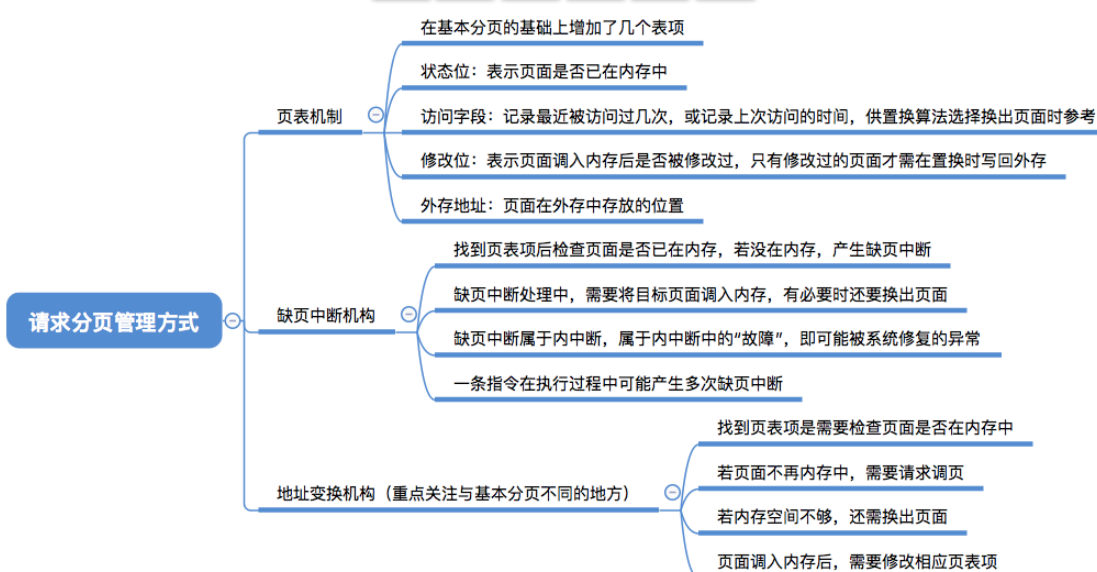 在基本分页的基础上增加了几个表项
状态位：表示页面是否已在内存中
页表机制
访问字段：记录最近被访问过几次，或记录上次访问的时间，供置换算法选择换出页面时参考
修改位：表示页面调入内存后是否被修改过，只有修改过的页面才需在置换时写回外存
外存地址：页面在外存中存放的位置
找到页表项后检查页面是否已在内存，若没在内存，产生缺页中断
缺页中断处理中，需要将目标页面调入内存，有必要时还要换出页面
请求分页管理方式
缺页中断机构
缺页中断属于内中断，属于内中断中的“故障”，即可能被系统修复的异常
一条指令在执行过程中可能产生多次缺页中断
找到页表项是需要检查页面是否在内存中
若页面不再内存中，需要请求调页
地址变换机构（重点关注与基本分页不同的地方）
若内存空间不够，还需换出页面
页面调入内存后，需要修改相应页表项